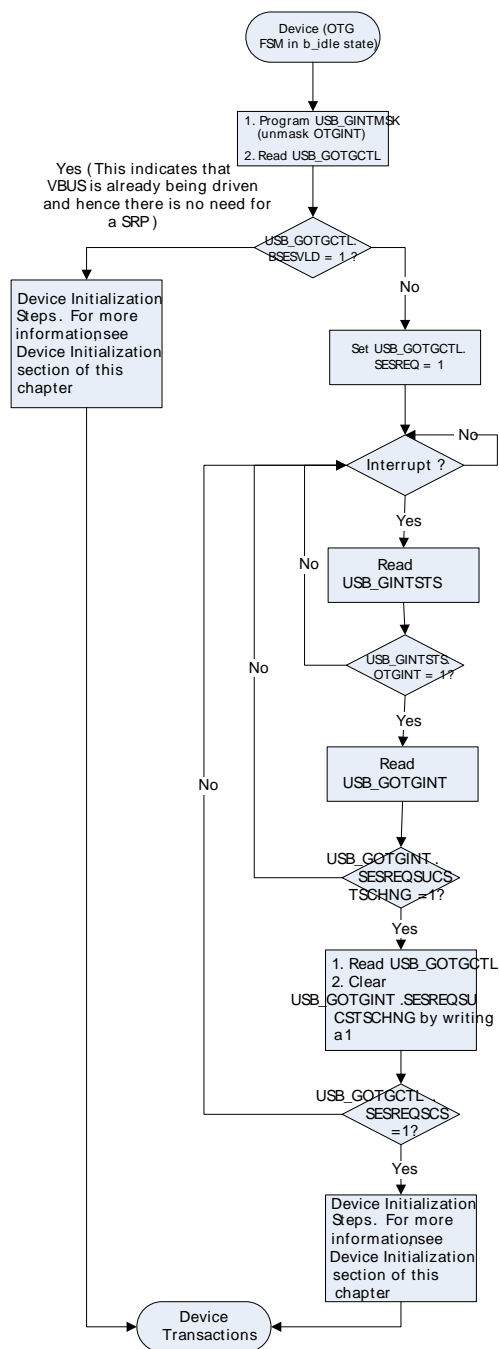 Device (OTG
FSM in b_idle state)
1. Program USB_GINTMSK
(unmask OTGINT)
2. Read USB_GOTGCTL
Yes (This indicates that
VBUS is already being driven
and hence there is no need for
a SRP)
USB_GOTGCTL.
BSESVLD = 1 ?
No
Device Initialization
Steps. For more
information, see
Device Initialization
section of this
chapter
Set USB_GOTGCTL.
SESREQ = 1
No
Interrupt ?
Yes
No
Read
USB_GINTSTS
USB_GINTSTS.
OTGINT = 1?
No
Yes
Read
USB_GOTGINT
No
USB_GOTGINT .
SESREQSUCS
TSCHNG =1?
Yes
1. Read USB_GOTGCTL
2. Clear
USB_GOTGINT .SESREQSU
CSTSCHNG by writing
a 1
USB_GOTGCTL .
SESREQSCS
=1?
Yes
Device Initialization
Steps. For more
information, see
Device Initialization
section of this
chapter
Device
Transactions